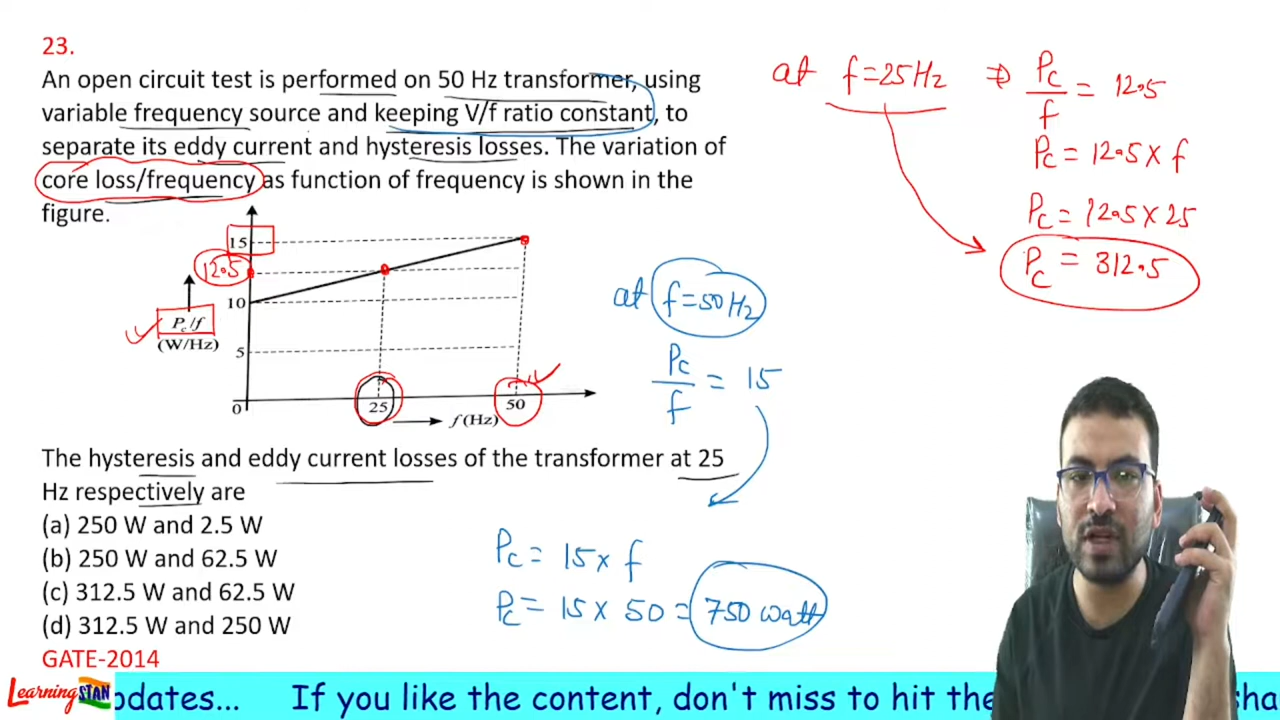 23.
An open circuit test is performed on 50 Hz transformer, using
variable frequency source and keeping V/f ratio constant, to
separate its eddy current and hysteresis losses. The variation of
core loss/frequency as function of frequency is shown in the
figure.
15
12.5
10
Pc/f
(W/Hz)
5
0
25
50
f(Hz)
The hysteresis and eddy current losses of the transformer at 25
Hz respectively are
(a) 250 W and 2.5 W
(b) 250 W and 62.5 W
(c) 312.5 W and 62.5 W
(d) 312.5 W and 250 W
GATE-2014
at f=50Hz
Pc/f = 15
Pc = 15 x f
Pc = 15 x 50 = 750 watt
at f=25Hz ⇒ Pc/f = 12.5
Pc = 12.5 x f
Pc = 12.5 x 25
Pc = 312.5
Learning STAN
pdates... If you like the content, don't miss to hit the sha